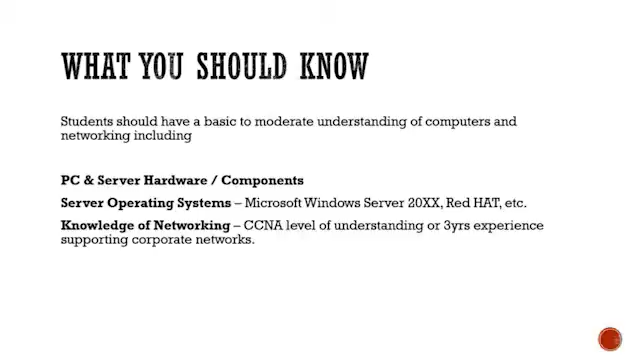 WHAT YOU SHOULD KNOW
Students should have a basic to moderate understanding of computers and
networking including
PC & Server Hardware / Components
Server Operating Systems – Microsoft Windows Server 20XX, Red HAT, etc.
Knowledge of Networking – CCNA level of understanding or 3yrs experience
supporting corporate networks.